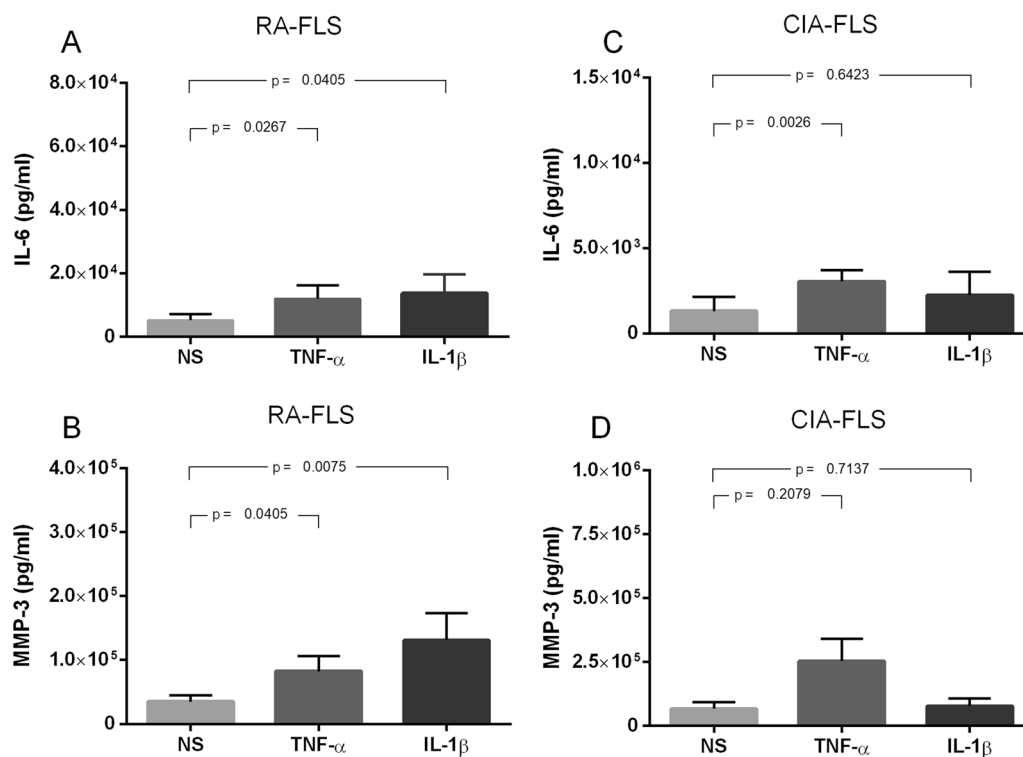 A
RA-FLS
IL-6 (pg/ml)
8.0×10⁴
6.0×10⁴
4.0×10⁴
2.0×10⁴
0
p = 0.0405
p = 0.0267
NS TNF-α IL-1β
C
CIA-FLS
IL-6 (pg/ml)
1.5×10⁴
1.0×10⁴
5.0×10³
0
p = 0.6423
p = 0.0026
NS TNF-α IL-1β
B
RA-FLS
MMP-3 (pg/ml)
4.0×10⁵
3.0×10⁵
2.0×10⁵
1.0×10⁵
0
p = 0.0075
p = 0.0405
NS TNF-α IL-1β
D
CIA-FLS
MMP-3 (pg/ml)
1.0×10⁶
7.5×10⁵
5.0×10⁵
2.5×10⁵
0
p = 0.7137
p = 0.2079
NS TNF-α IL-1β